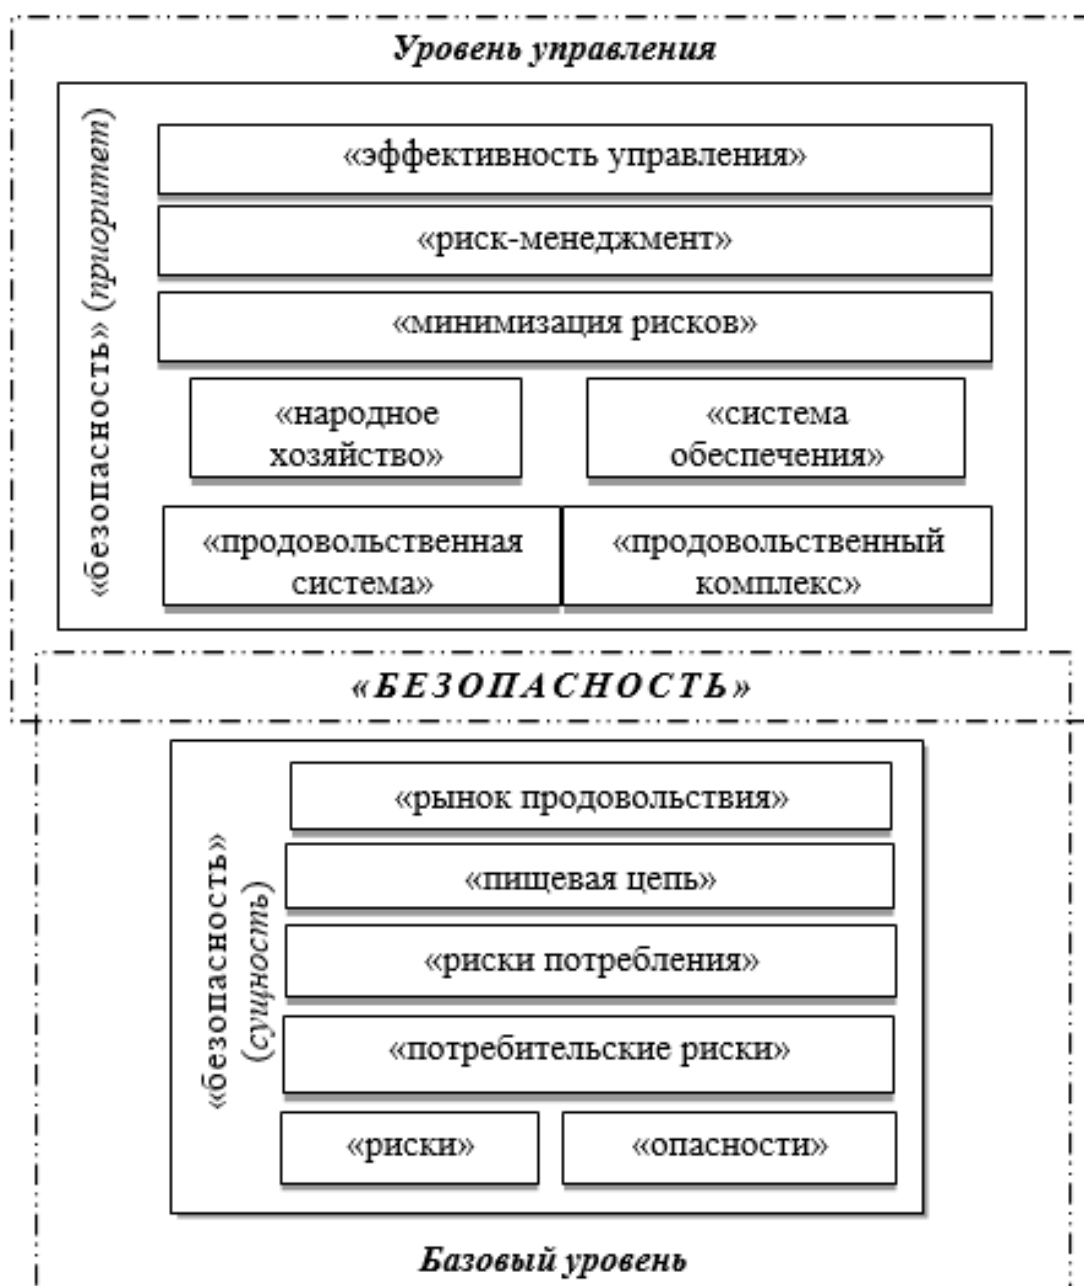 Уровень управления
«безопасность» (приоритет)
«эффективность управления»
«риск-менеджмент»
«минимизация рисков»
«народное
хозяйство»
«система
обеспечения»
«продовольственная
система»
«продовольственный
комплекс»
«БЕЗОПАСНОСТЬ»
«безопасность»
(сущность)
«рынок продовольствия»
«пищевая цепь»
«риски потребления»
«потребительские риски»
«риски»
«опасности»
Базовый уровень